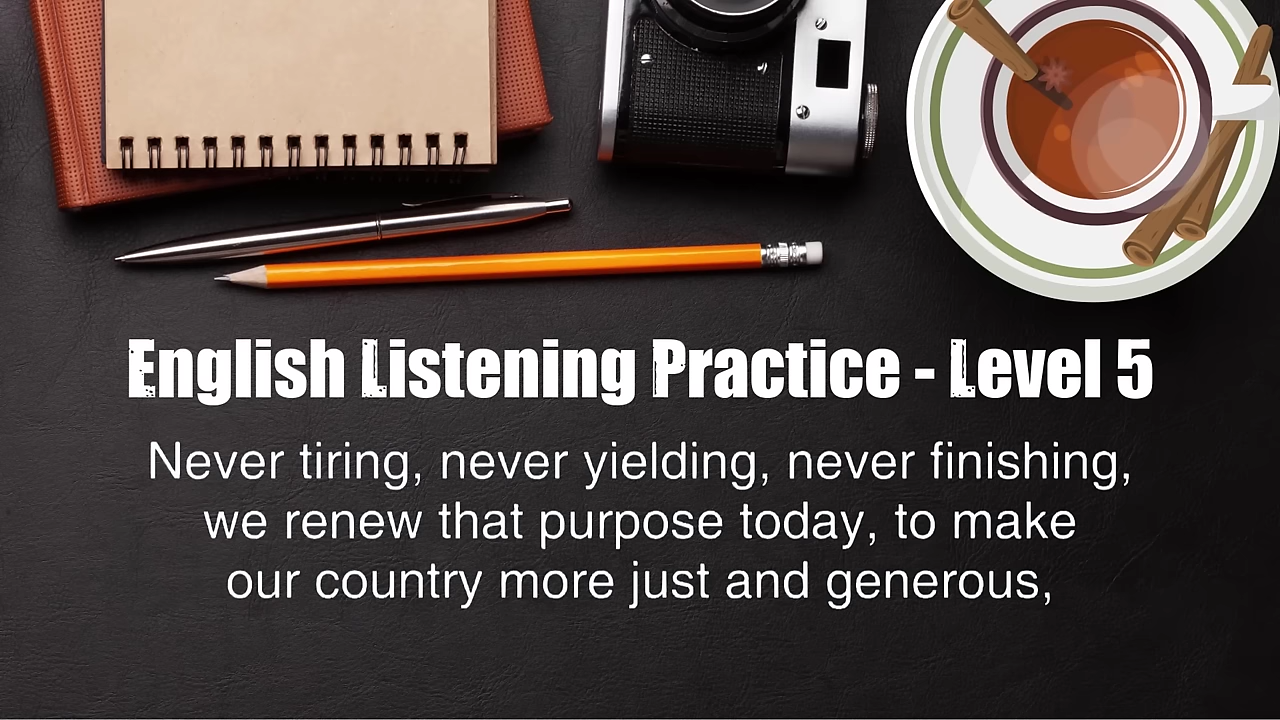 English Listening Practice - Level 5
Never tiring, never yielding, never finishing,
we renew that purpose today, to make
our country more just and generous,